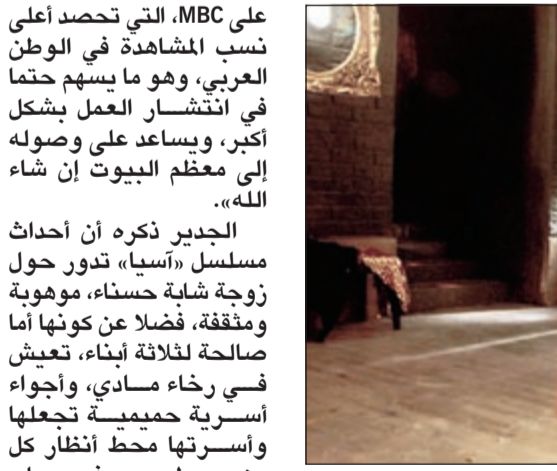 على MBC، التي تحصد أعلى
نسب المشاهدة في الوطن
العربي، وهو ما يسهم حتما
في انتشار العمل بشكل
أكبر، ويساعد على وصوله
إلى معظم البيوت إن شاء
الله».
الجدير ذكره أن أحداث
مسلسل «آسيا» تدور حول
زوجة شابة حسناء، موهوبة
ومثقفة، فضلا عن كونها أما
صالحة لثلاثة أبناء، تعيش
في رخاء مادي، وأجواء
أسرية حميمية تجعلها
وأسرتها محط أنظار كل